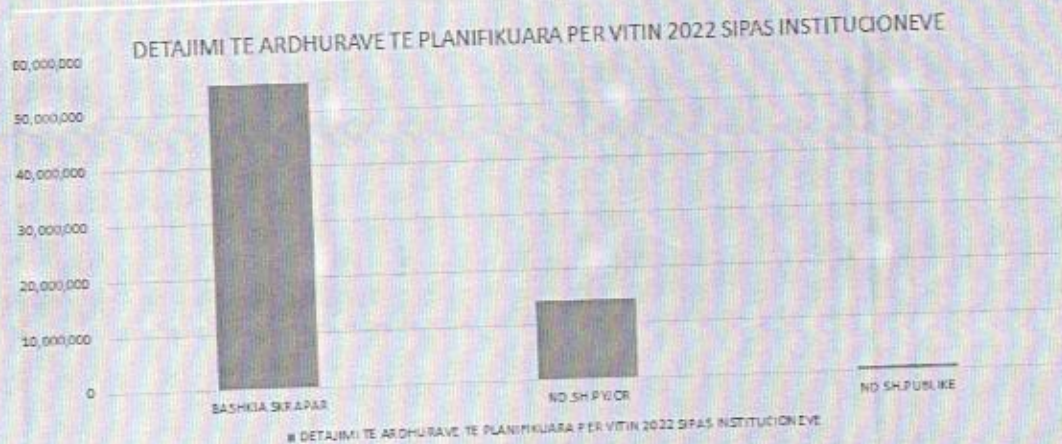 DETAJIMI TE ARDHURAVE TE PLANIFIKUARA PER VITIN 2022 SIPAS INSTITUCIONEVE
60,000,000
50,000,000
40,000,000
30,000,000
20,000,000
10,000,000
0
BASHKIA SKRAPAR
ND.SH.PYJOR
ND.SH.PUBLIKE
DETAJIMI TE ARDHURAVE TE PLANIFIKUARA PER VITIN 2022 SIPAS INSTITUCIONEVE